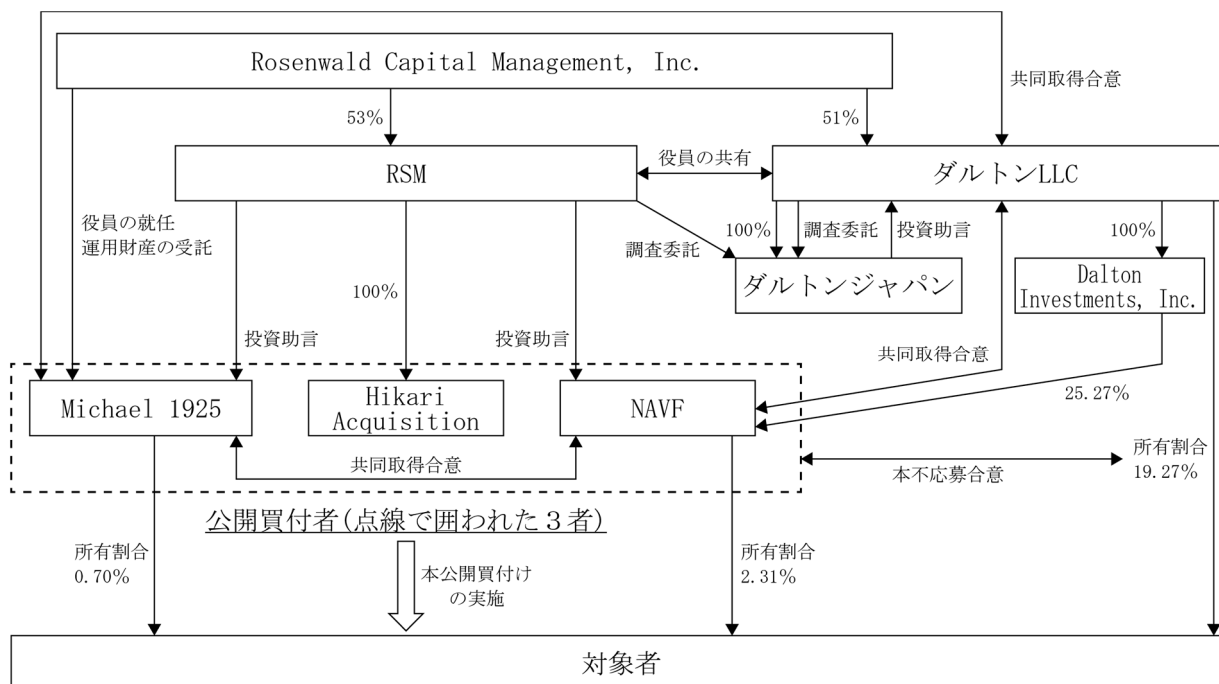 Rosenwald Capital Management, Inc.
共同取得合意
53%
51%
RSM
役員の共有
ダルトンLLC
役員の就任
運用財産の受託
調査委託
100%
調査委託
投資助言
100%
ダルトンジャパン
Dalton
Investments, Inc.
100%
投資助言
投資助言
共同取得合意
25.27%
Michael 1925
Hikari
Acquisition
NAVF
共同取得合意
本不応募合意
所有割合
19.27%
公開買付者(点線で囲われた3者)
所有割合
0.70%
本公開買付け
の実施
所有割合
2.31%
対象者